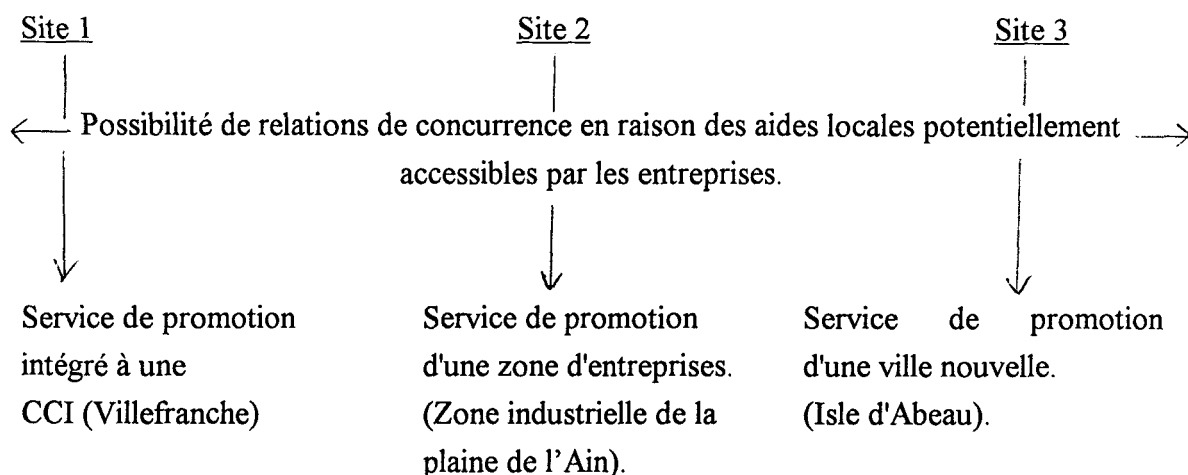 Site 1 Site 2 Site 3
Possibilité de relations de concurrence en raison des aides locales potentiellement
accessibles par les entreprises.
Service de promotion
intégré à une
CCI (Villefranche)
Service de promotion
d'une zone d'entreprises.
(Zone industrielle de la
plaine de l'Ain).
Service de promotion
d'une ville nouvelle.
(Isle d'Abeau).